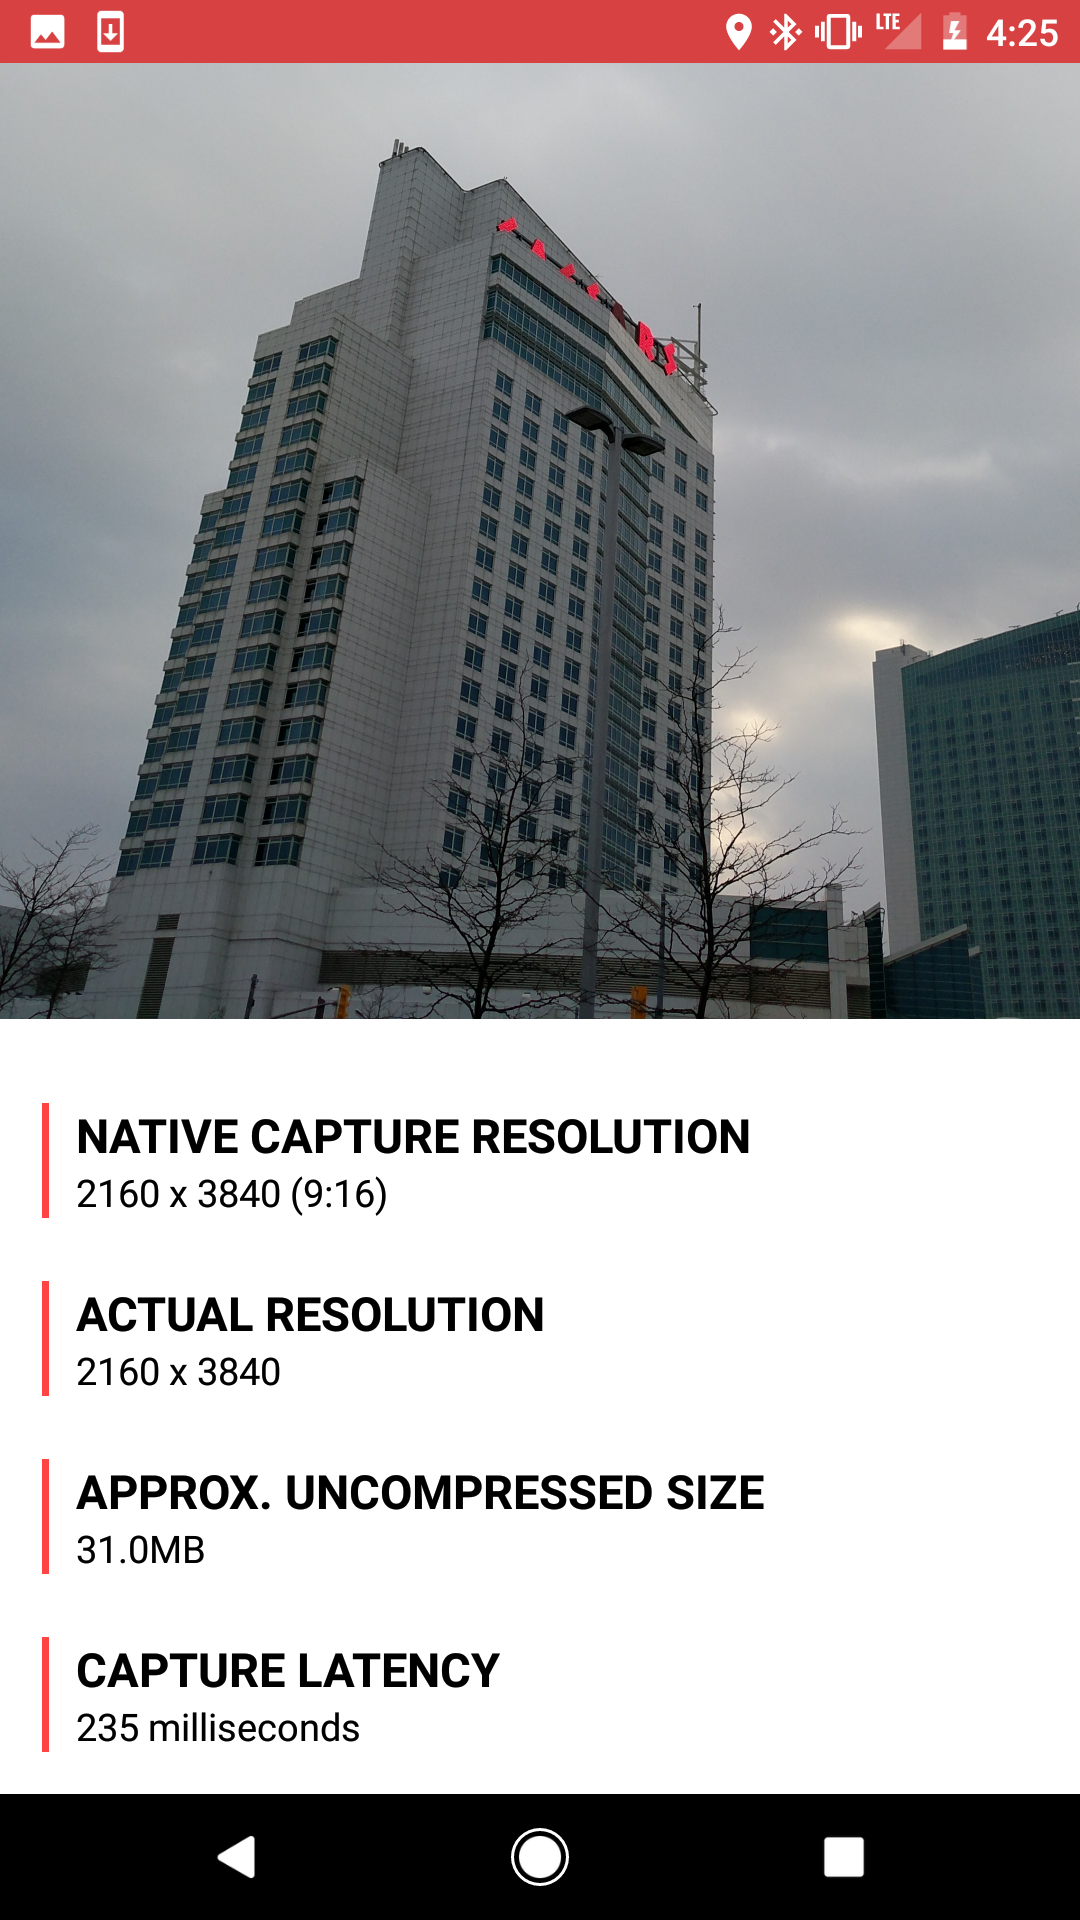 LTE 4:25
RS
NATIVE CAPTURE RESOLUTION
2160 x 3840 (9:16)
ACTUAL RESOLUTION
2160 x 3840
APPROX. UNCOMPRESSED SIZE
31.0MB
CAPTURE LATENCY
235 milliseconds